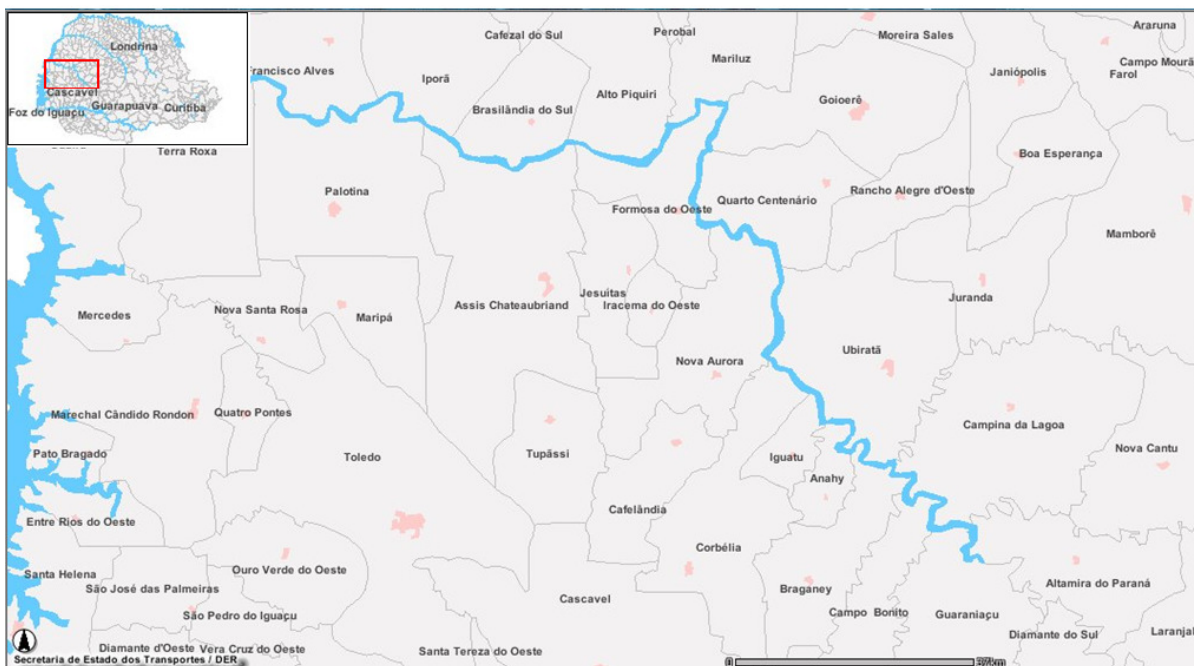 Londrina
Cascavel
Guarapuava
Curitiba
Foz do Iguaçu
Francisco Alves
Iporã
Cafezal do Sul
Perobal
Mariluz
Moreira Sales
Araruna
Janiópolis
Campo Mourã
Farol
Brasilândia do Sul
Alto Piquiri
Goioerê
Terra Roxa
Boa Esperança
Palotina
Formosa do Oeste
Quarto Centenário
Rancho Alegre d'Oeste
Mamborê
Mercedes
Nova Santa Rosa
Maripá
Assis Chateaubriand
Jesuítas
Iracema do Oeste
Juranda
Ubiratã
Nova Aurora
Marechal Cândido Rondon
Quatro Pontes
Campina da Lagoa
Pato Bragado
Toledo
Tupãssi
Iguatu
Nova Cantu
Anahy
Entre Rios do Oeste
Cafelândia
Corbélia
Santa Helena
São José das Palmeiras
Ouro Verde do Oeste
Cascavel
Braganey
Altamira do Paraná
São Pedro do Iguaçu
Campo Bonito
Guaraniaçu
Diamante do Sul
Laranjal
Diamante d'Oeste
Vera Cruz do Oeste
Santa Tereza do Oeste
Secretaria de Estado dos Transportes / DER
0